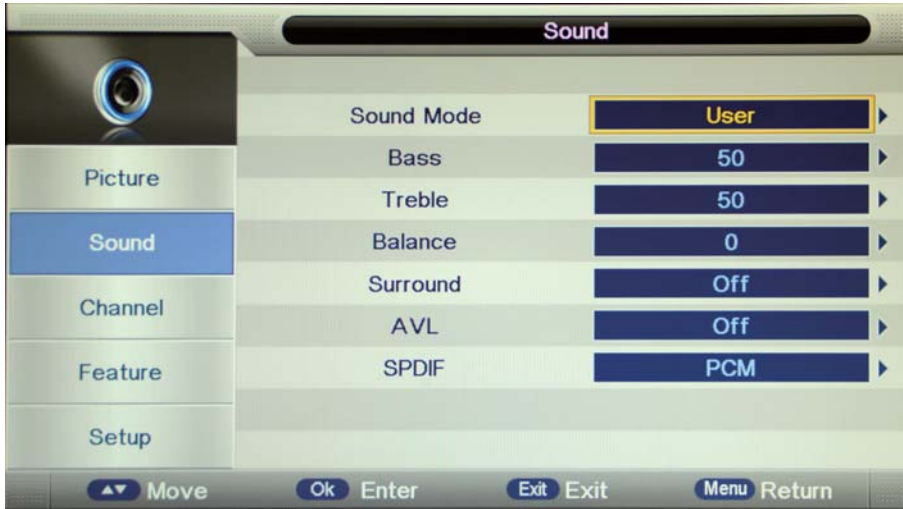 Sound
Sound Mode User
Bass 50
Treble 50
Balance 0
Surround Off
AVL Off
SPDIF PCM
Picture
Sound
Channel
Feature
Setup
▲▼ Move Ok Enter Exit Exit Menu Return